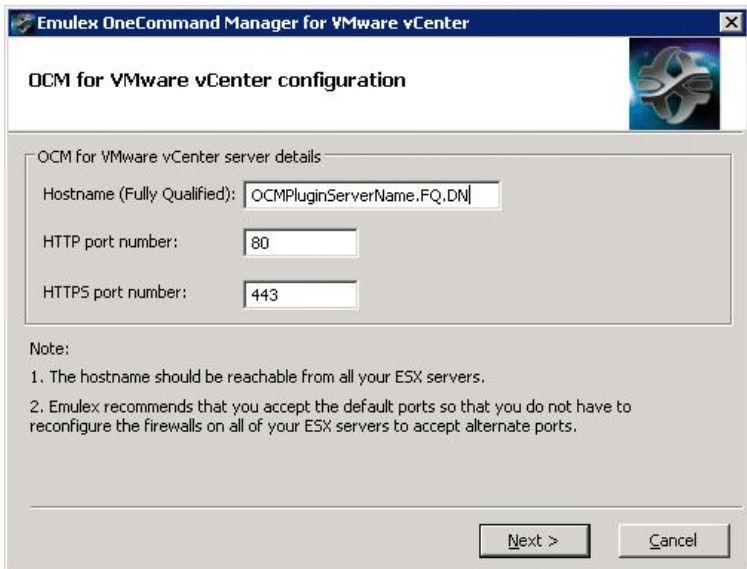 Emulex OneCommand Manager for VMware vCenter
OCM for VMware vCenter configuration
OCM for VMware vCenter server details
Hostname (Fully Qualified): OCMPluginServerName.FQ.DN
HTTP port number: 80
HTTPS port number: 443
Note:
1. The hostname should be reachable from all your ESX servers.
2. Emulex recommends that you accept the default ports so that you do not have to
reconfigure the firewalls on all of your ESX servers to accept alternate ports.
Next > Cancel